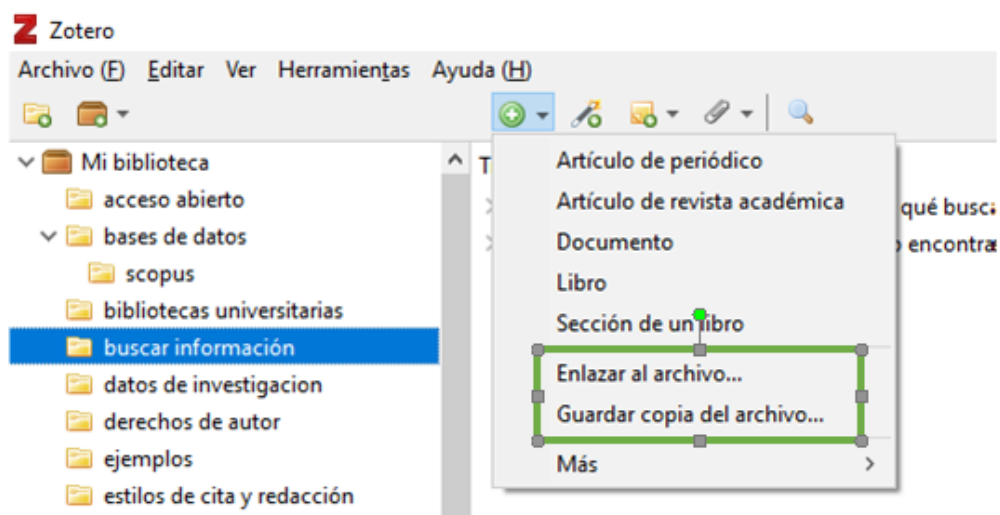 Zotero
Archivo (F) Editar Ver Herramientas Ayuda (H)
Mi biblioteca
acceso abierto
bases de datos
scopus
bibliotecas universitarias
buscar información
datos de investigacion
derechos de autor
ejemplos
estilos de cita y redacción
T
Artículo de periódico
Artículo de revista académica
Documento
Libro
Sección de un libro
Enlazar al archivo...
Guardar copia del archivo...
Más
qué busc
encontra